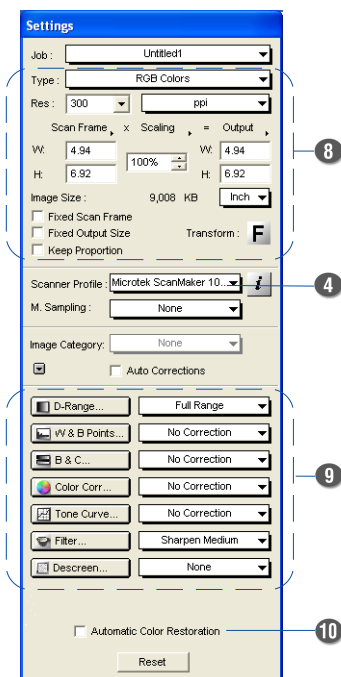 Settings
Job : Untitled1
Type : RGB Colors
Res : 300 ppi
Scan Frame x Scaling = Output
W: 4.94 100% W: 4.94
H: 6.92 H: 6.92
8
Image Size : 9,008 KB Inch
Fixed Scan Frame
Fixed Output Size Transform : F
Keep Proportion
Scanner Profile : Microtek ScanMaker 10... i
4
M. Sampling : None
Image Category: None
Auto Corrections
D-Range... Full Range
W & B Points... No Correction
B & C... No Correction
9
Color Corr... No Correction
Tone Curve... No Correction
Filter... Sharpen Medium
Descreen... None
Automatic Color Restoration
10
Reset